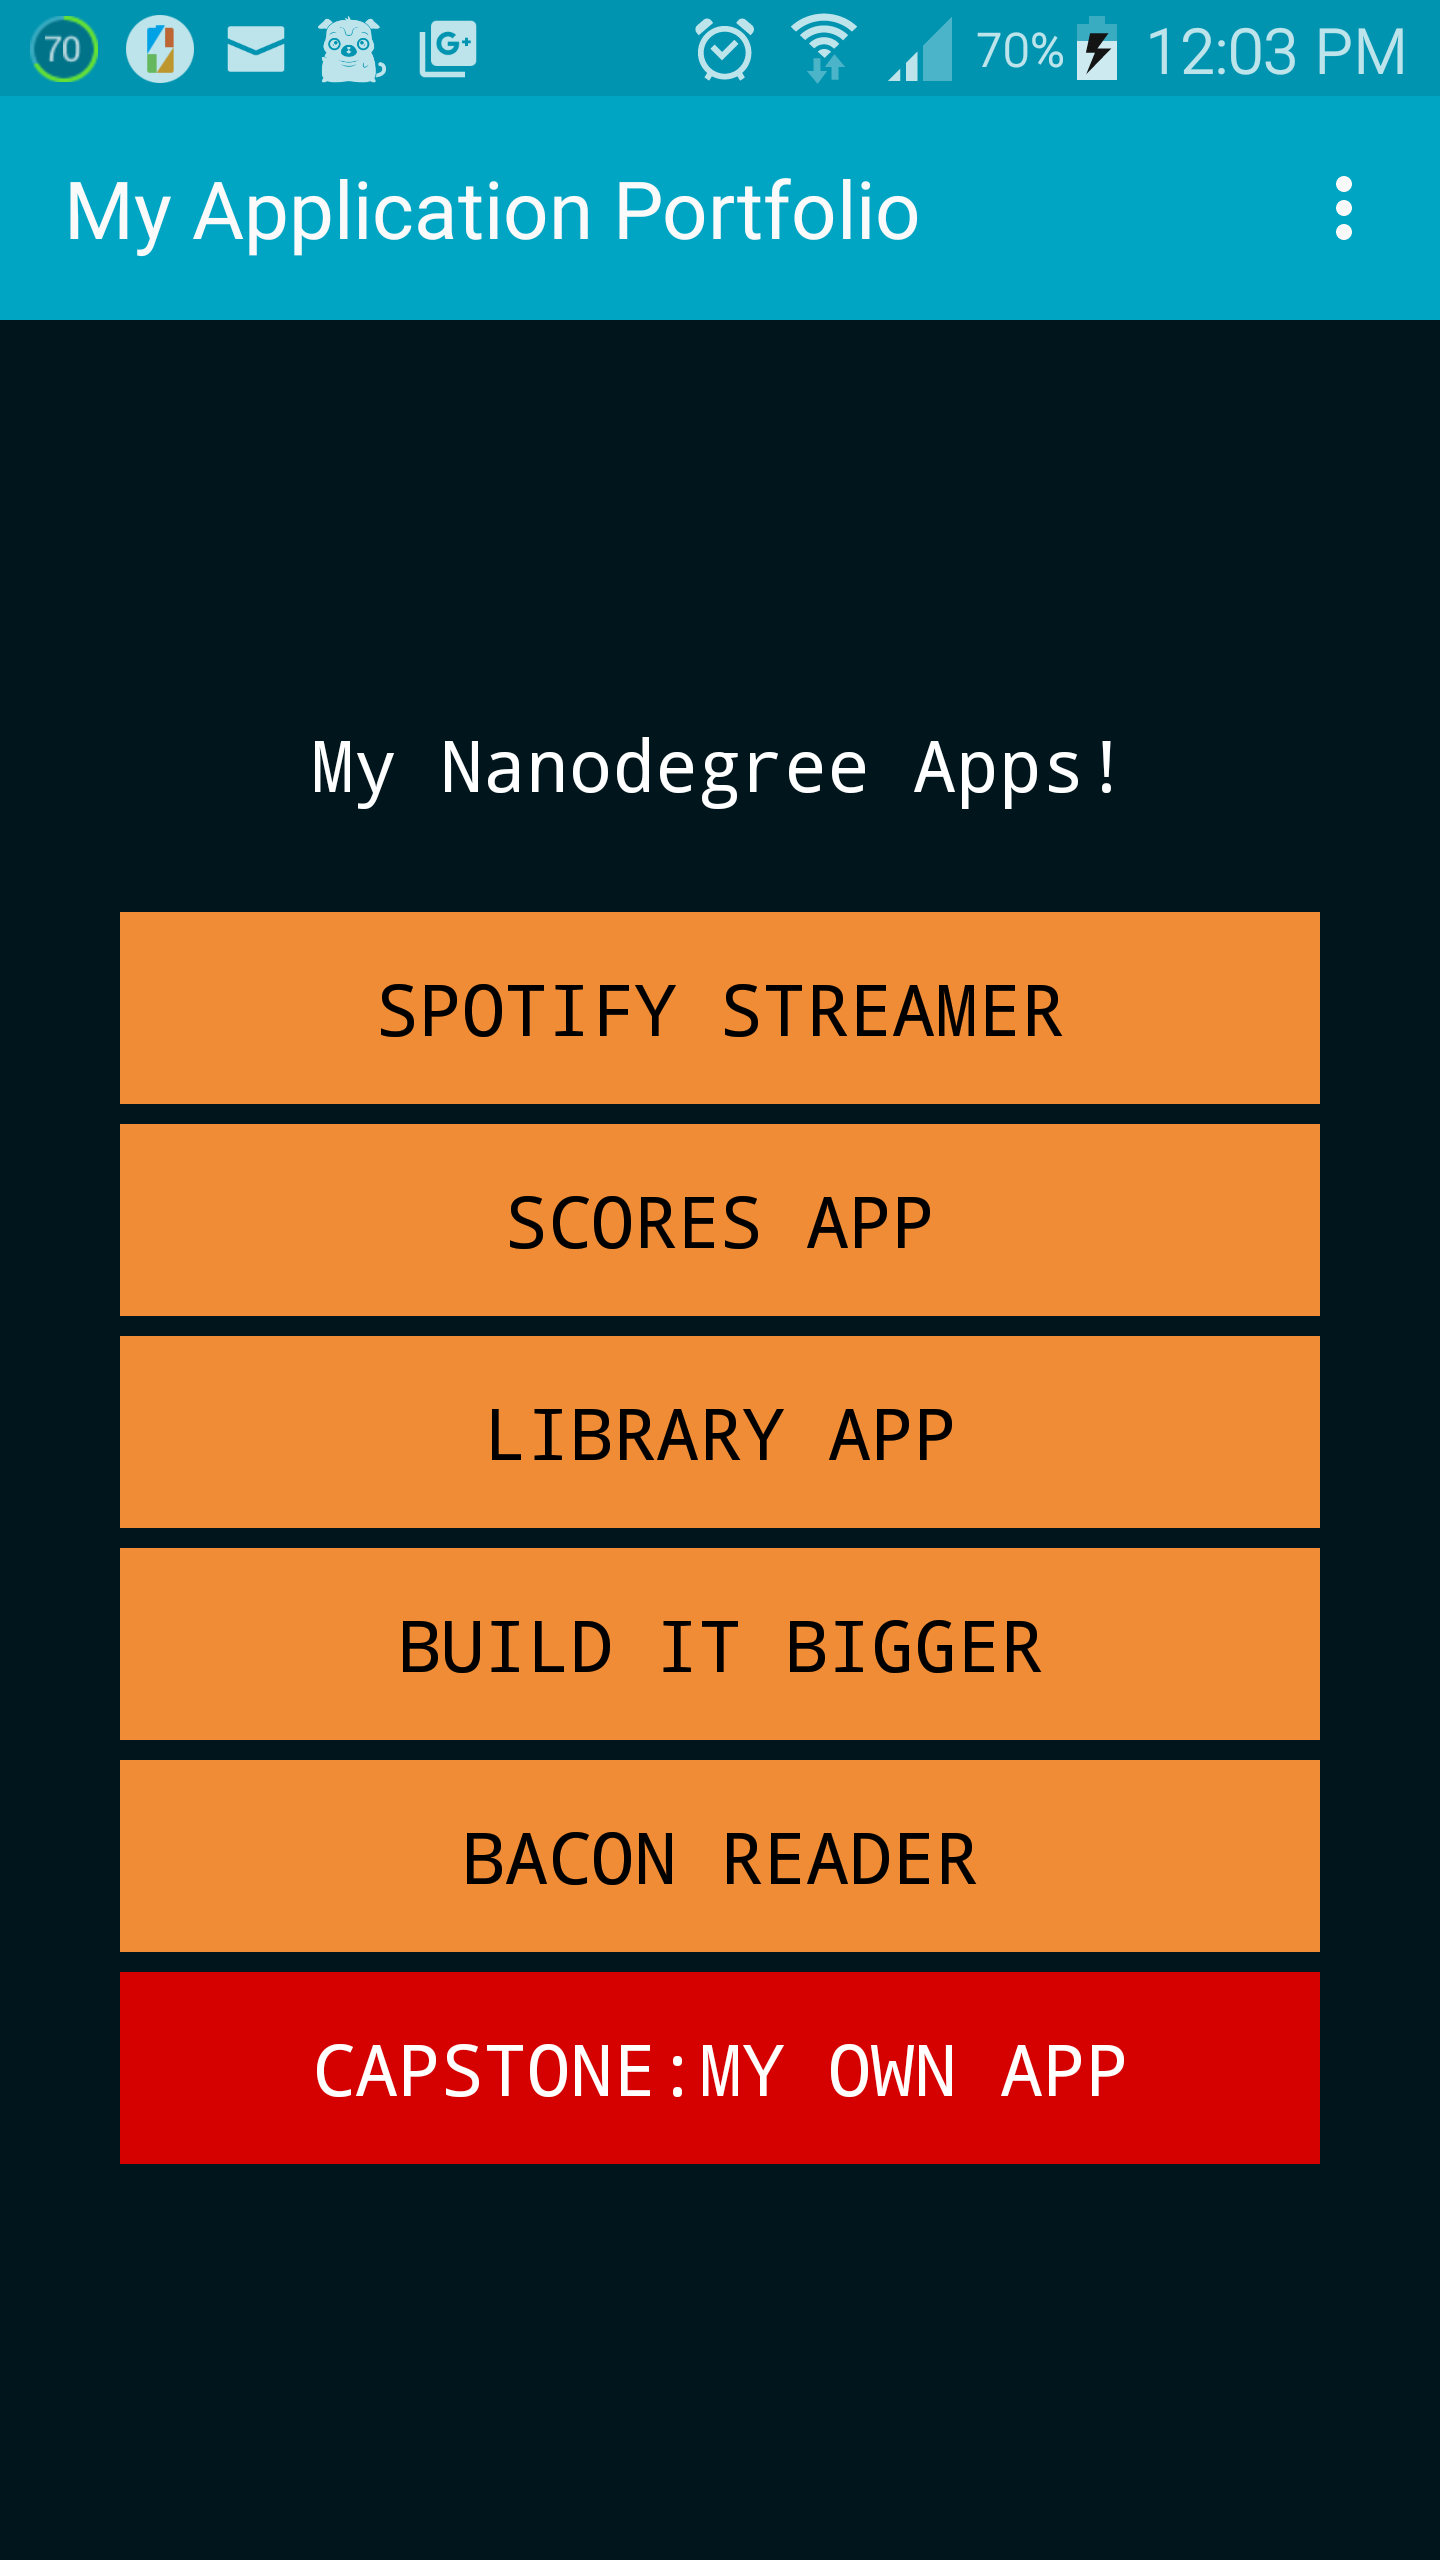 70
G+
70% 12:03 PM
My Application Portfolio
My Nanodegree Apps!
SPOTIFY STREAMER
SCORES APP
LIBRARY APP
BUILD IT BIGGER
BACON READER
CAPSTONE:MY OWN APP